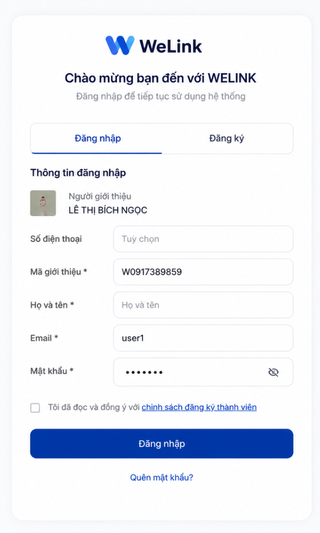 WeLink
Chào mừng bạn đến với WELINK
Đăng nhập để tiếp tục sử dụng hệ thống
Đăng nhập
Đăng ký
Thông tin đăng nhập
Người giới thiệu
LÊ THỊ BÍCH NGỌC
Số điện thoại
Tuỳ chọn
Mã giới thiệu *
W0917389859
Họ và tên *
Họ và tên
Email *
user1
Mật khẩu *
•••••••
Tôi đã đọc và đồng ý với chính sách đăng ký thành viên
Đăng nhập
Quên mật khẩu?